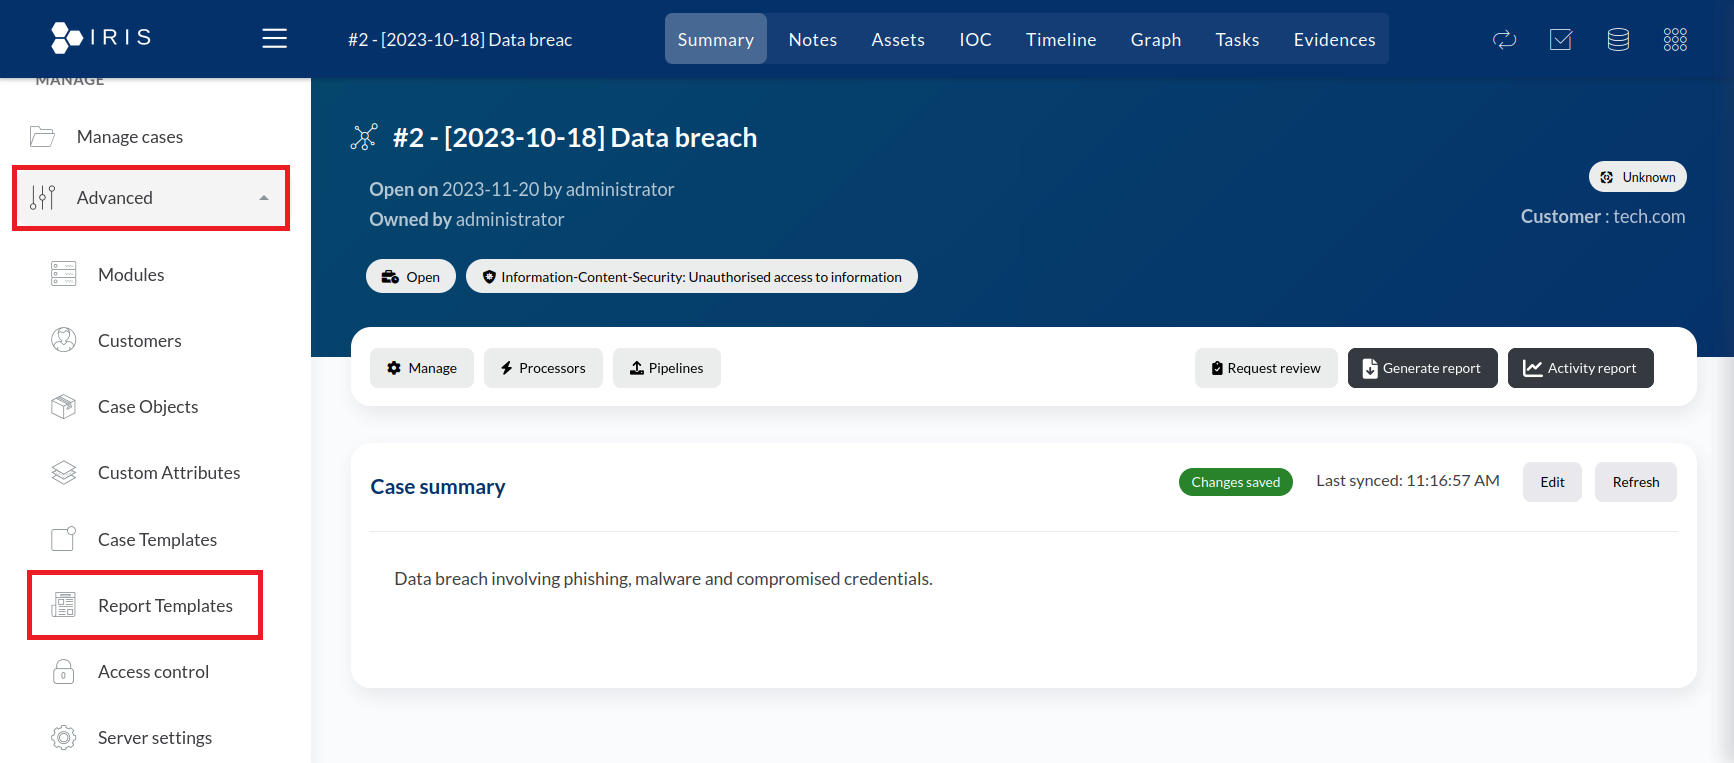 IRIS
#2 - [2023-10-18] Data breac
Summary
Notes
Assets
IOC
Timeline
Graph
Tasks
Evidences
MANAGE
Manage cases
Advanced
Modules
Customers
Case Objects
Custom Attributes
Case Templates
Report Templates
Access control
Server settings
#2 - [2023-10-18] Data breach
Open on 2023-11-20 by administrator
Owned by administrator
Unknown
Customer : tech.com
Open
Information-Content-Security: Unauthorised access to information
Manage
Processors
Pipelines
Request review
Generate report
Activity report
Case summary
Changes saved
Last synced: 11:16:57 AM
Edit
Refresh
Data breach involving phishing, malware and compromised credentials.